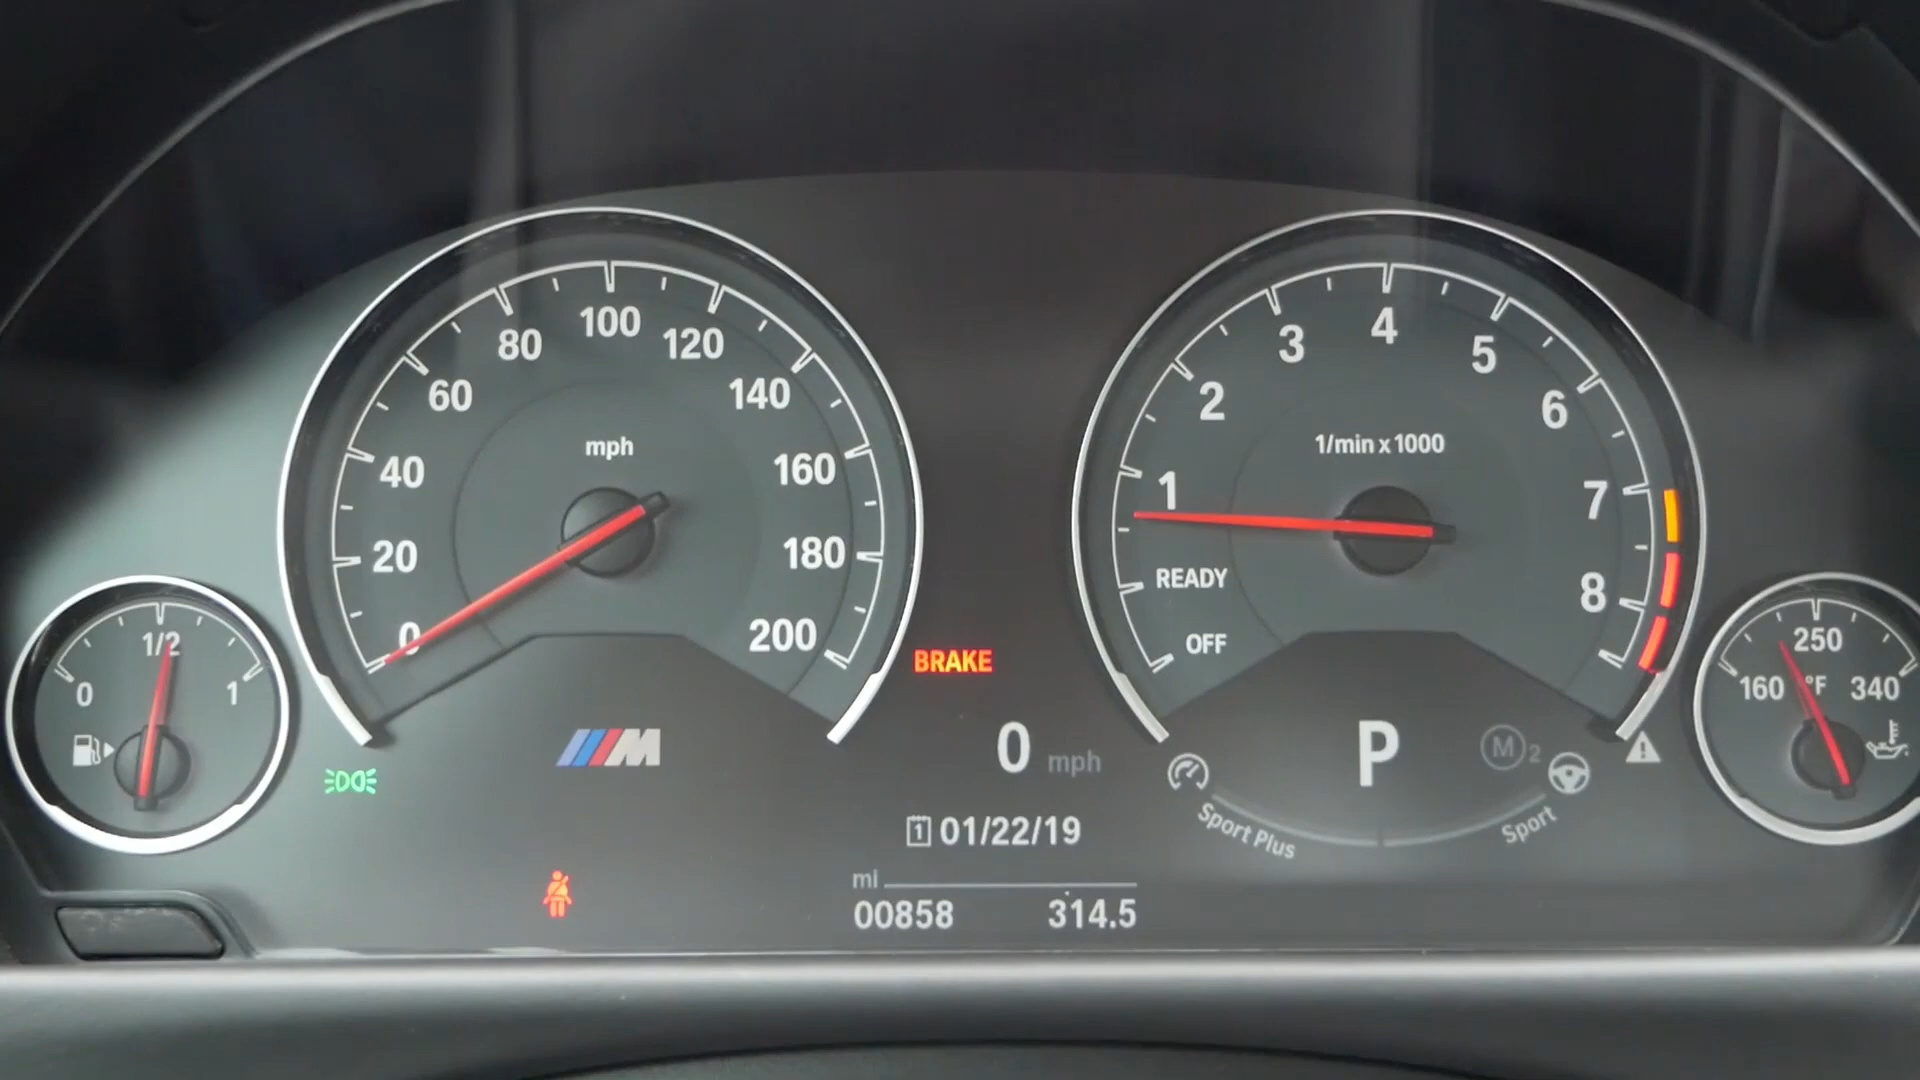 0
20
40
60
80
100
120
140
160
180
200
mph
0
1/2
1
M
BRAKE
0 mph
1 01/22/19
mi
00858 314.5
OFF
READY
1
2
3
4
5
6
7
8
1/min x 1000
P
M2
Sport Plus
Sport
160
250
340
°F